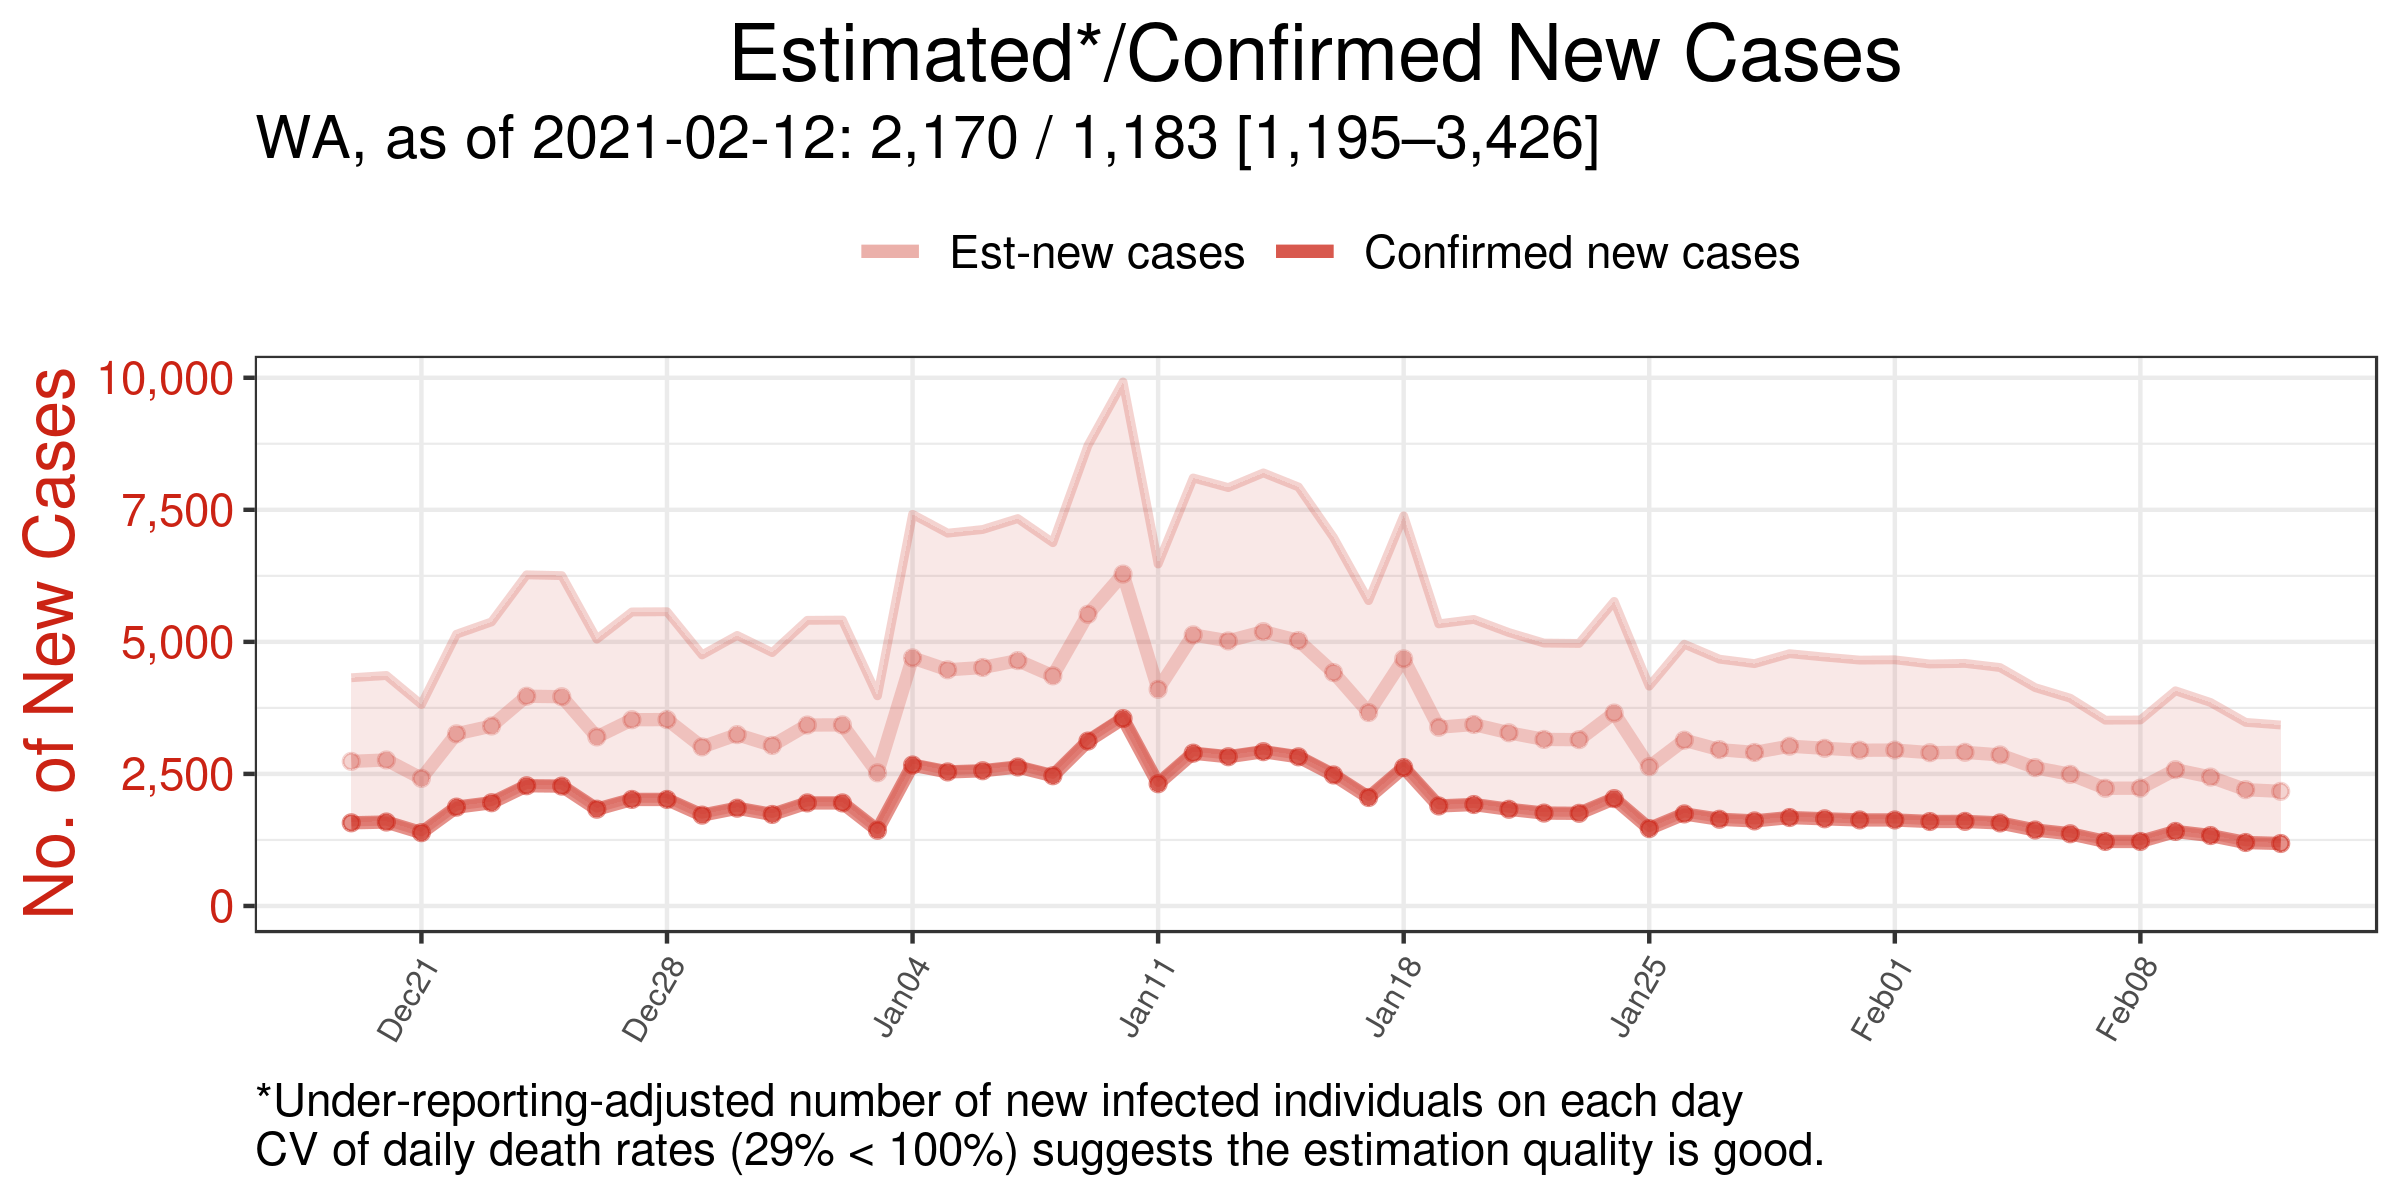 Estimated*/Confirmed New Cases
WA, as of 2021-02-12: 2,170 / 1,183 [1,195–3,426]
Est-new cases
Confirmed new cases
No. of New Cases
10,000
7,500
5,000
2,500
0
Dec21
Dec28
Jan04
Jan11
Jan18
Jan25
Feb01
Feb08
*Under-reporting-adjusted number of new infected individuals on each day
CV of daily death rates (29% < 100%) suggests the estimation quality is good.